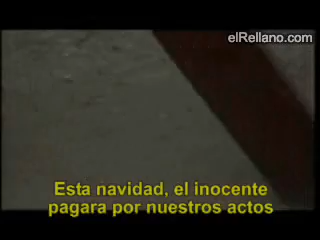 elRellano.com
Esta navidad, el inocente
pagara por nuestros actos